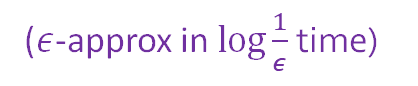 (ϵ-approx in log 1/ϵ time)